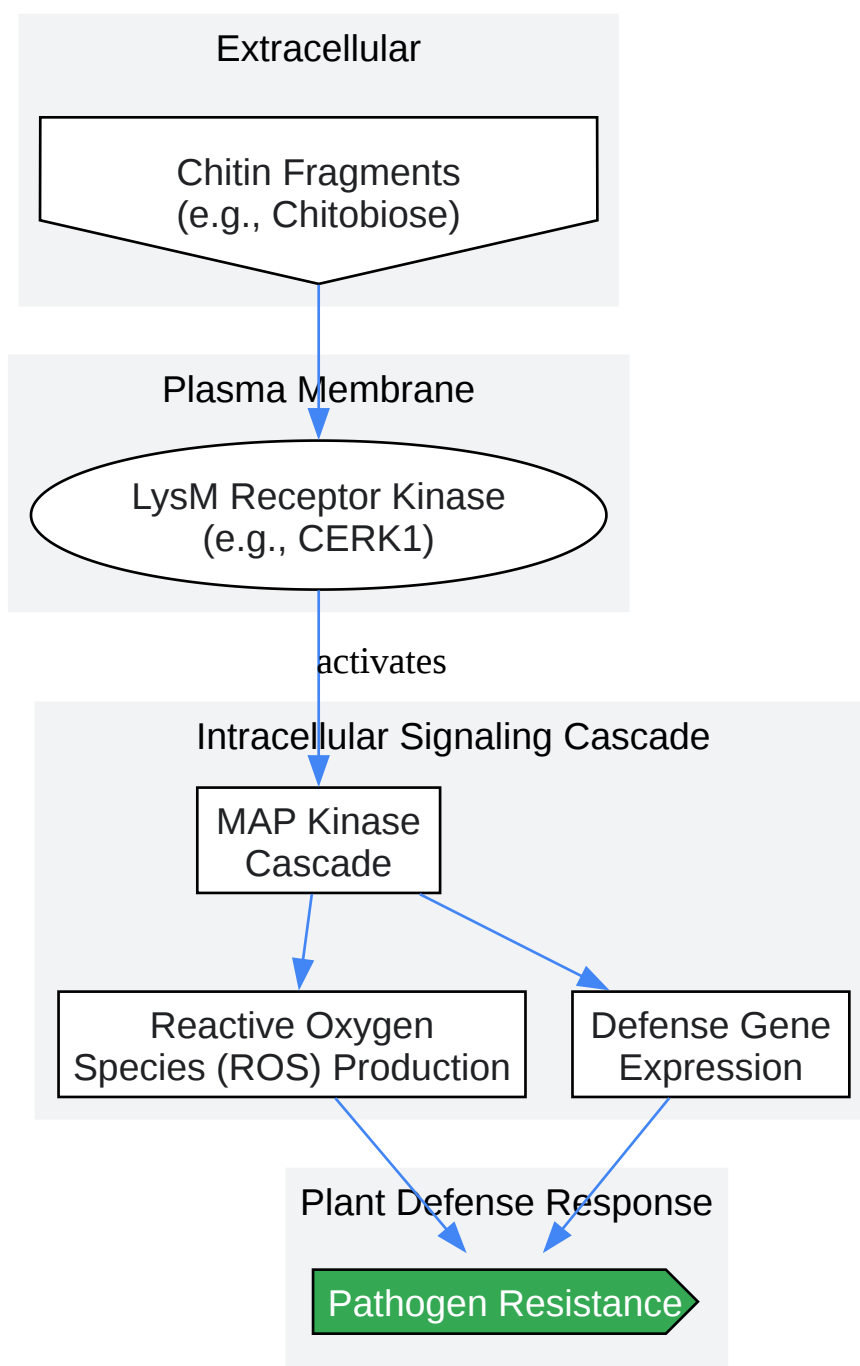 Extracellular
Chitin Fragments
(e.g., Chitobiose)
Plasma Membrane
LysM Receptor Kinase
(e.g., CERK1)
activates
Intracellular Signaling Cascade
MAP Kinase
Cascade
Reactive Oxygen
Species (ROS) Production
Defense Gene
Expression
Plant Defense Response
Pathogen Resistance